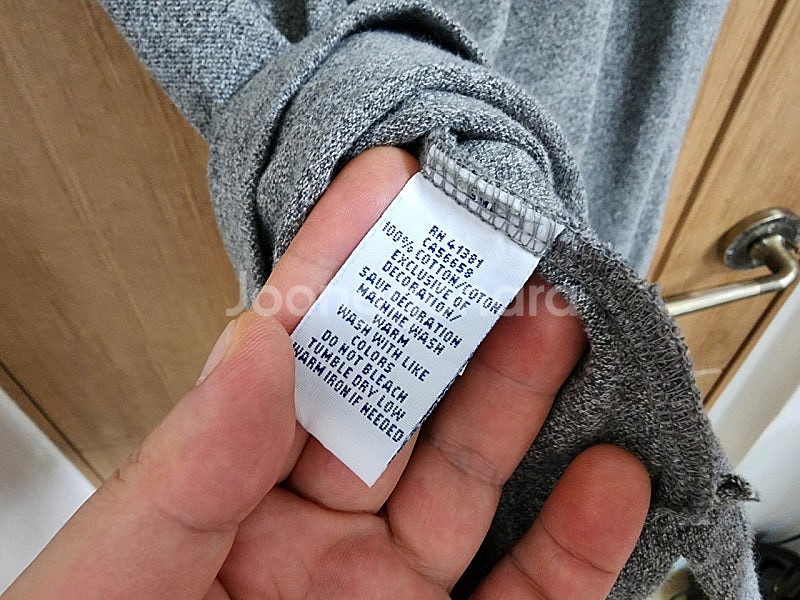 RN 41381
CA56658
100% COTTON/COTON
EXCLUSIVE OF
DECORATION/
SAUF DECORATION
MACHINE WASH
WARM
WASH WITH LIKE
COLORS
DO NOT BLEACH
TUMBLE DRY LOW
WARM IRON IF NEEDED